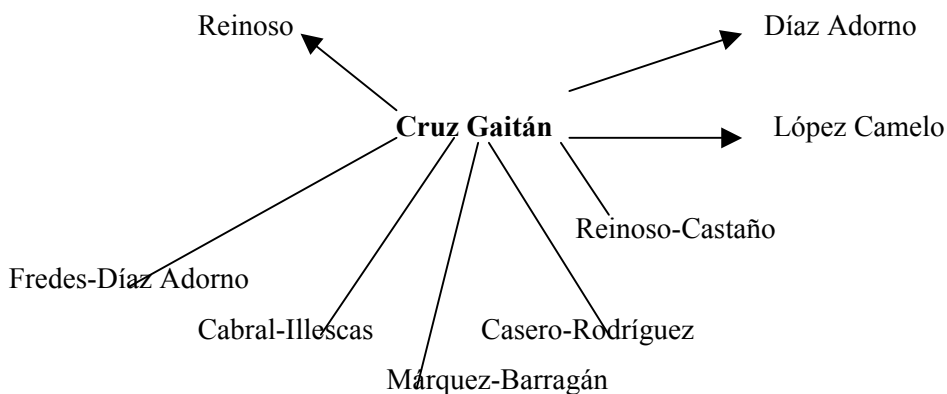 Reinoso
Díaz Adorno
Cruz Gaitán
López Camelo
Reinoso-Castaño
Fredes-Díaz Adorno
Cabral-Illescas
Casero-Rodríguez
Márquez-Barragán